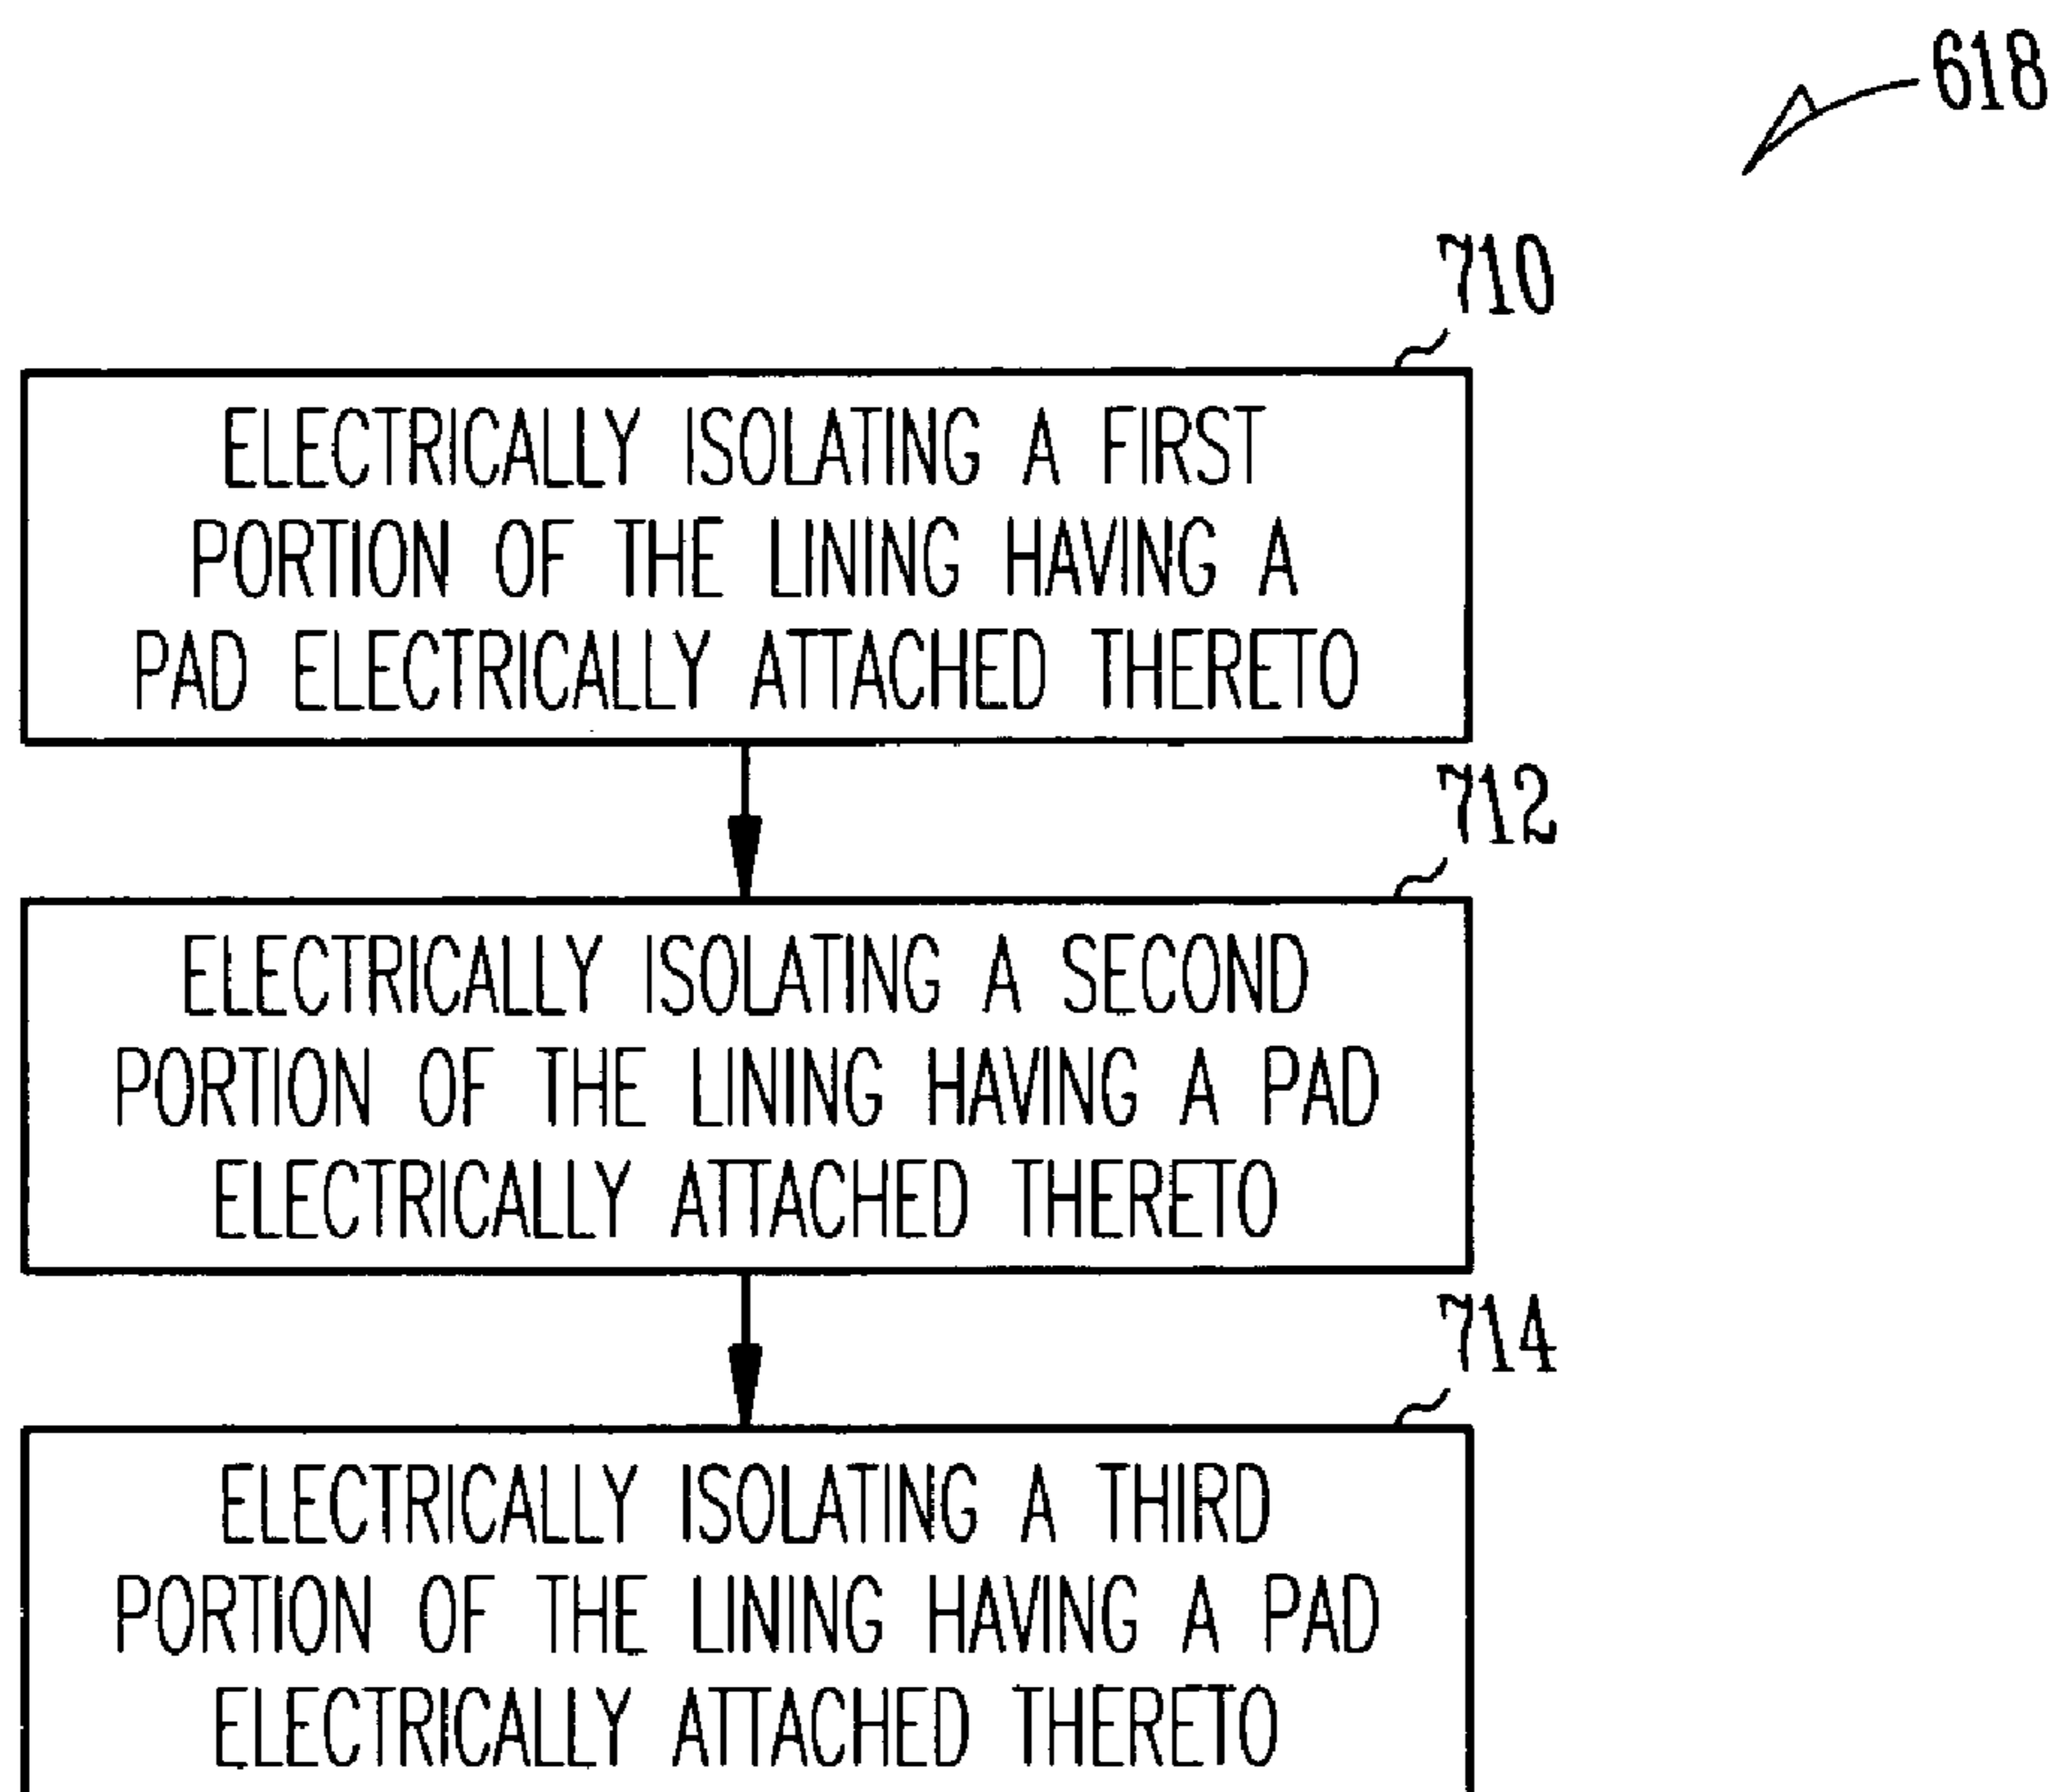 618
710
ELECTRICALLY ISOLATING A FIRST
PORTION OF THE LINING HAVING A
PAD ELECTRICALLY ATTACHED THERETO
712
ELECTRICALLY ISOLATING A SECOND
PORTION OF THE LINING HAVING A PAD
ELECTRICALLY ATTACHED THERETO
714
ELECTRICALLY ISOLATING A THIRD
PORTION OF THE LINING HAVING A PAD
ELECTRICALLY ATTACHED THERETO